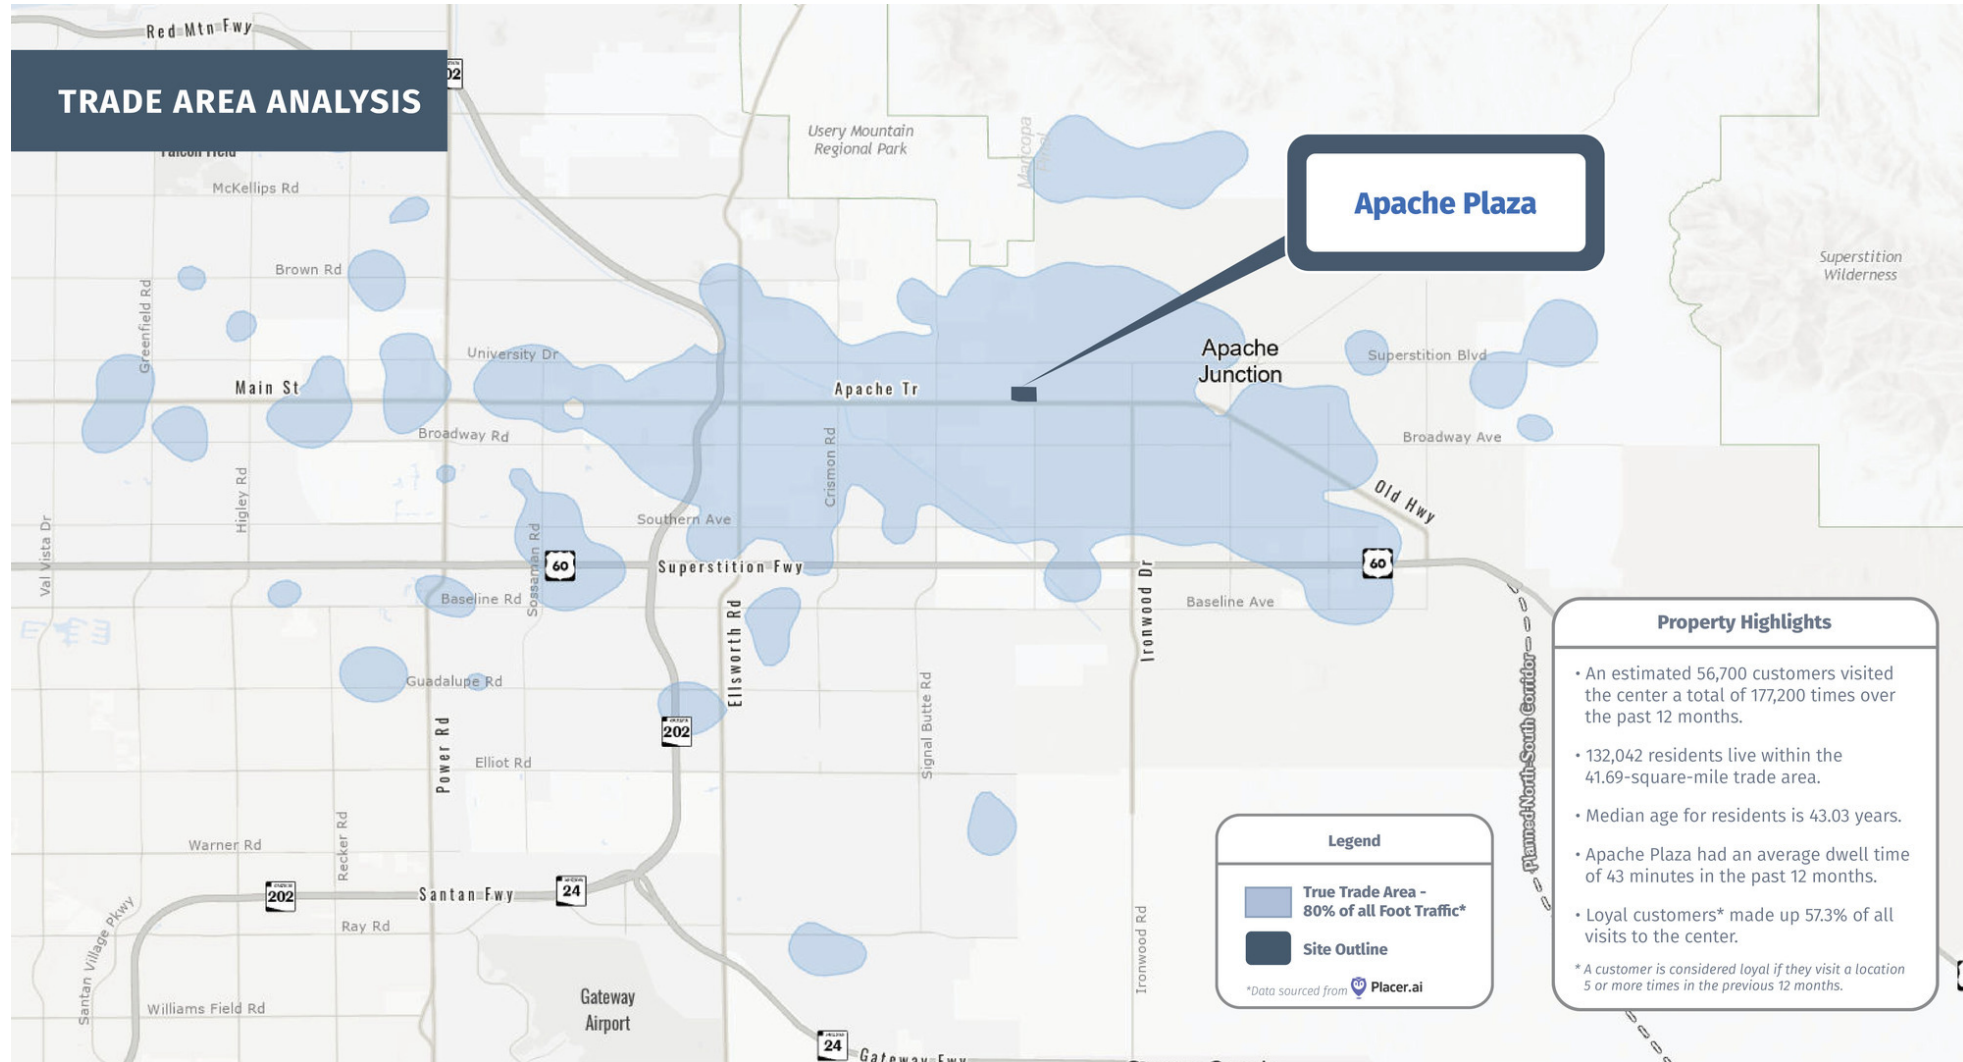 Red Mtn Fwy
TRADE AREA ANALYSIS
Falcon Field
McKellips Rd
Usery Mountain
Regional Park
Maricopa
Pinal
Apache Plaza
Superstition
Wilderness
Brown Rd
Greenfield Rd
University Dr
Main St
Apache Tr
Apache
Junction
Superstition Blvd
Broadway Rd
Broadway Ave
Crismon Rd
Higley Rd
Val Vista Dr
Southern Ave
Sossaman Rd
Old Hwy
60
Superstition Fwy
60
Baseline Rd
Ellsworth Rd
Ironwood Dr
Baseline Ave
Guadalupe Rd
Power Rd
202
Signal Butte Rd
Elliot Rd
Planned North-South Corridor
Warner Rd
Recker Rd
202
Santan Fwy
24
Ray Rd
Santan Village Pkwy
Ironwood Rd
Williams Field Rd
Gateway
Airport
24
Gateway Fwy
Legend
True Trade Area -
80% of all Foot Traffic*
Site Outline
*Data sourced from Placer.ai
Property Highlights
• An estimated 56,700 customers visited
the center a total of 177,200 times over
the past 12 months.
• 132,042 residents live within the
41.69-square-mile trade area.
• Median age for residents is 43.03 years.
• Apache Plaza had an average dwell time
of 43 minutes in the past 12 months.
• Loyal customers* made up 57.3% of all
visits to the center.
* A customer is considered loyal if they visit a location
5 or more times in the previous 12 months.